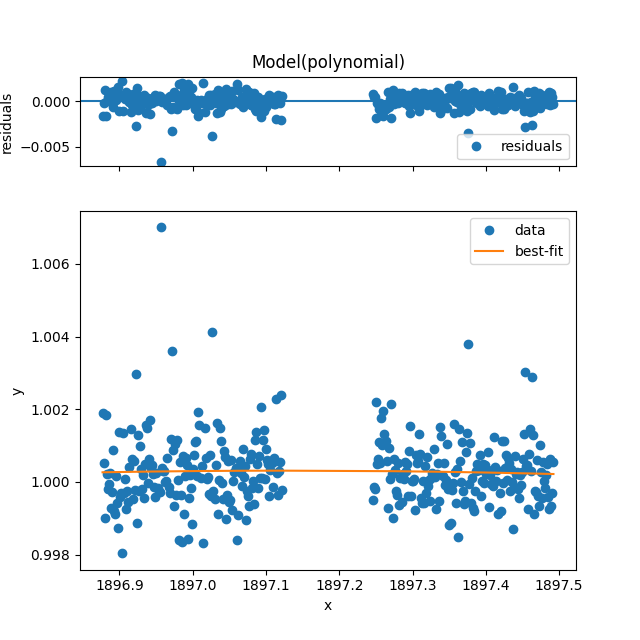 Model(polynomial)
residuals
0.000
−0.005
residuals
y
1.006
1.004
1.002
1.000
0.998
data
best-fit
1896.9 1897.0 1897.1 1897.2 1897.3 1897.4 1897.5
x